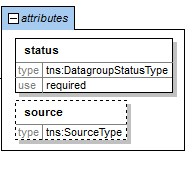 attributes
status
type tns:DatagroupStatusType
use required
source
type tns:SourceType